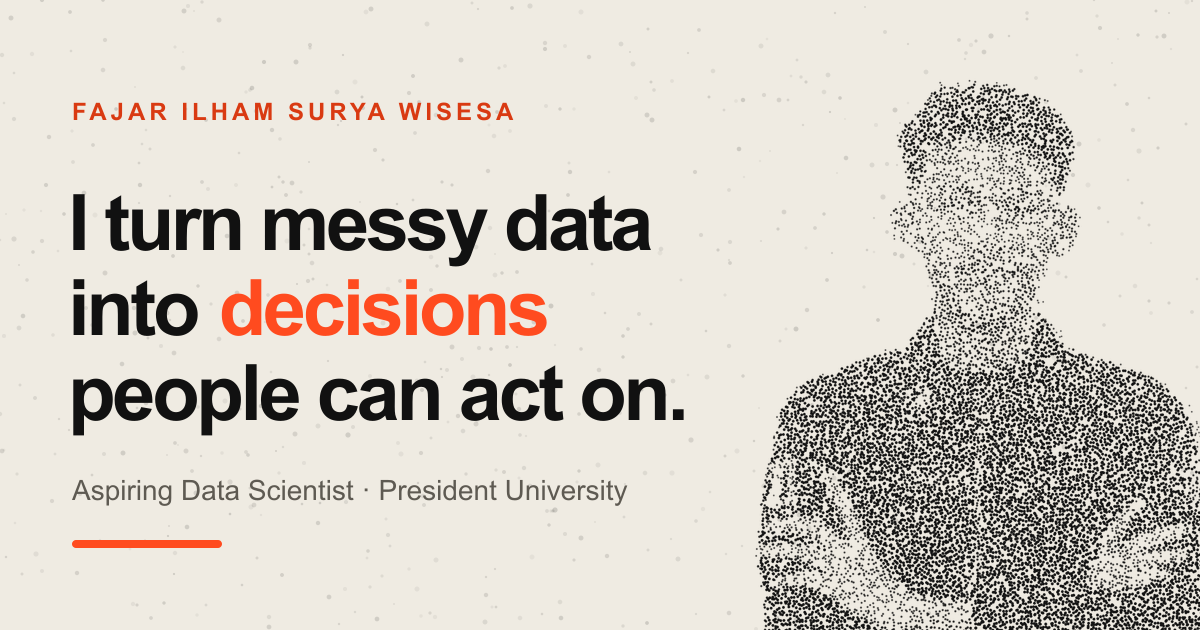 FAJAR ILHAM SURYA WISESA
I turn messy data
into decisions
people can act on.
Aspiring Data Scientist · President University